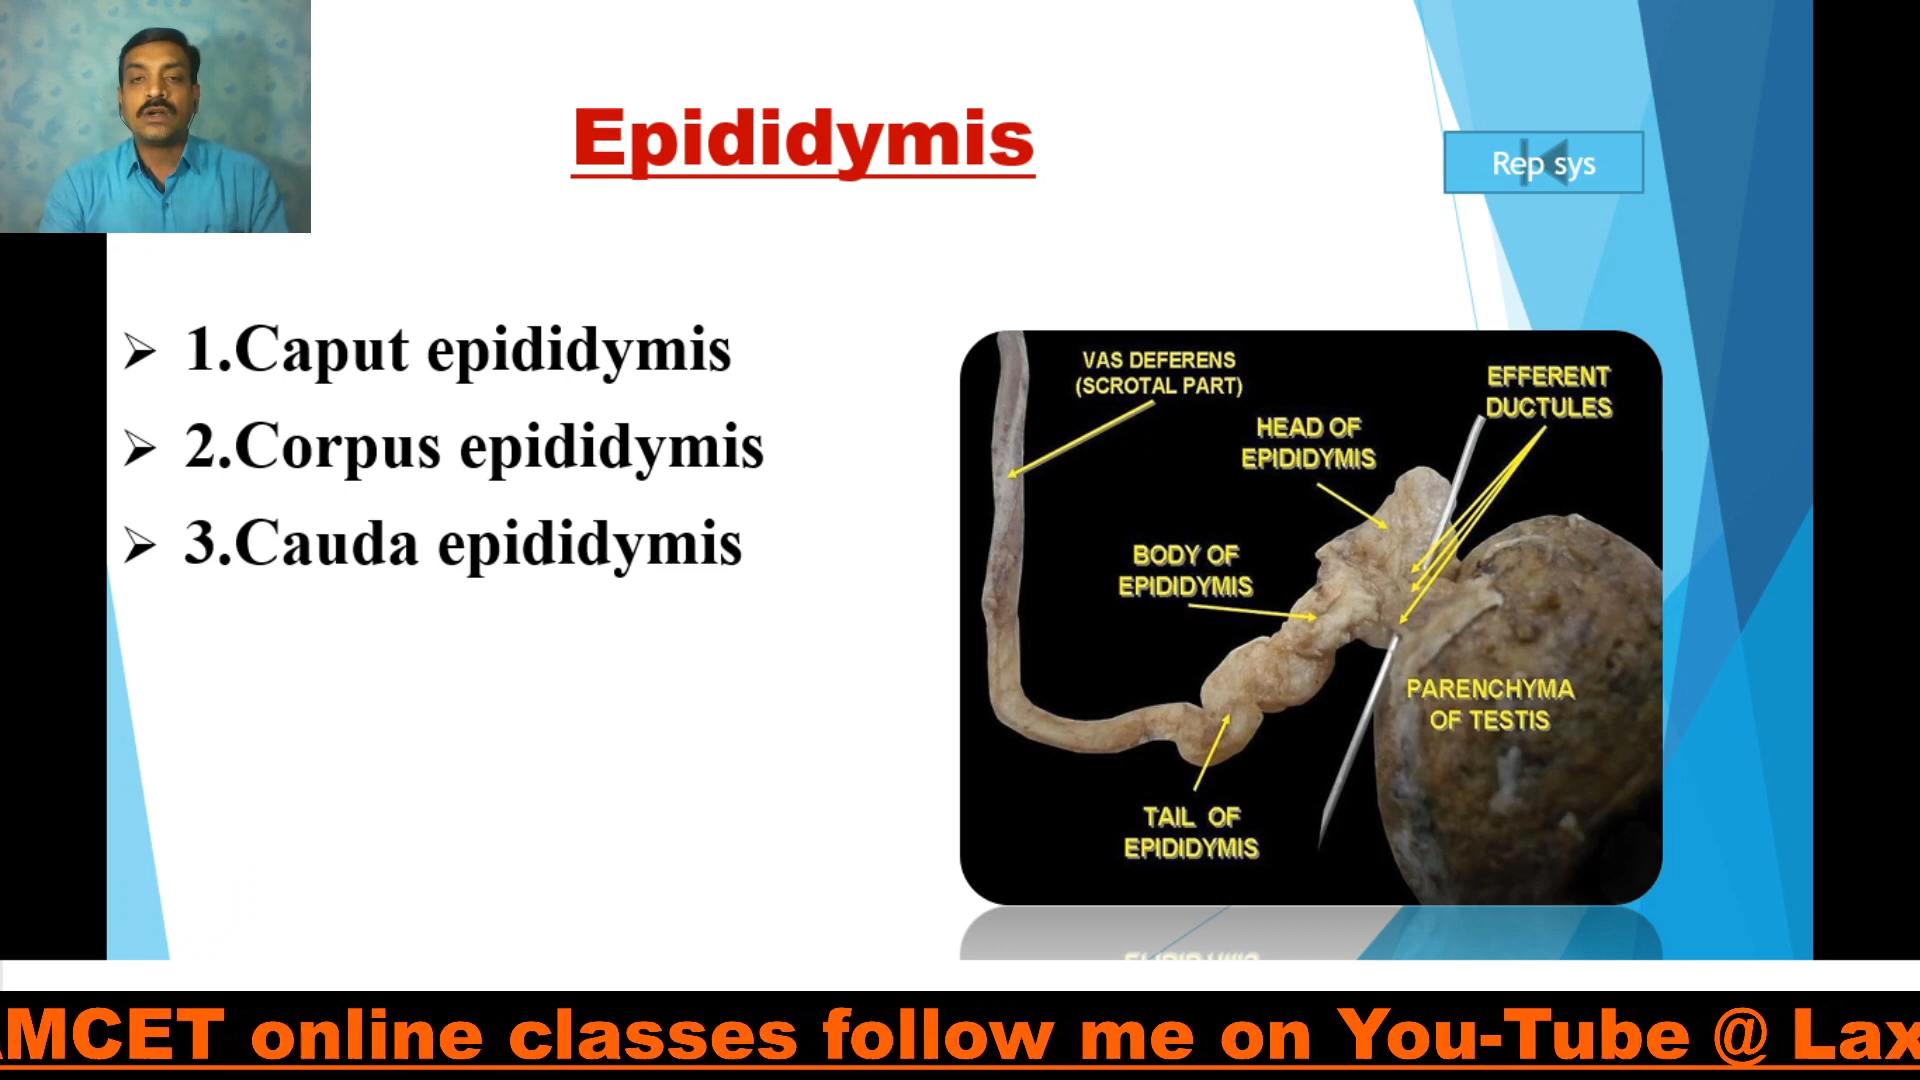 Epididymis
Rep sys
➢ 1.Caput epididymis
➢ 2.Corpus epididymis
➢ 3.Cauda epididymis
VAS DEFERENS
(SCROTAL PART)
EFFERENT
DUCTULES
HEAD OF
EPIDIDYMIS
BODY OF
EPIDIDYMIS
PARENCHYMA
OF TESTIS
TAIL OF
EPIDIDYMIS
MCET online classes follow me on You-Tube @ Lax